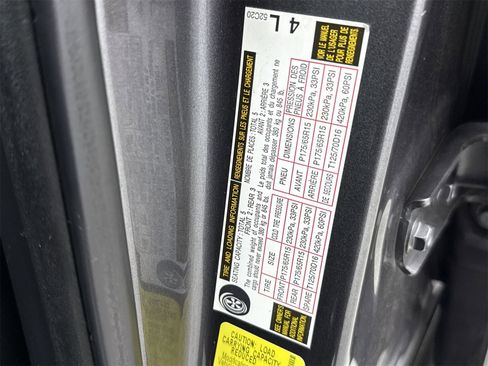 4 L
52C20
TIRE AND LOADING INFORMATION
RENSEIGNEMENTS SUR LES PNEUS ET LE CHARGEMENT
SEATING CAPACITY: TOTAL 5
FRONT 2 : REAR 3
NOMBRE DE PLACES: TOTAL 5
AVANT 2 : ARRIÈRE 3
The combined weight of occupants and
cargo should never exceed 380 kg or 845 lb.
Le poids total des occupants et du chargement ne
doit jamais dépasser 380 kg ou 845 lb.
TIRE SIZE COLD TIRE PRESSURE
FRONT P175/65R15 230kPa, 33PSI
REAR P175/65R15 230kPa, 33PSI
SPARE T125/70D16 420kPa, 60PSI
PNEU DIMENSIONS PRESSION DES PNEUS À FROID
AVANT P175/65R15 230kPa, 33PSI
ARRIÈRE P175/65R15 230kPa, 33PSI
DE SECOURS T125/70D16 420kPa, 60PSI
SEE OWNER'S
MANUAL FOR
ADDITIONAL
INFORMATION
VOIR LE MANUEL
DE L'USAGER
POUR PLUS DE
RENSEIGNEMENTS
CAUTION: LOAD
CARRYING CAPACITY
REDUCED